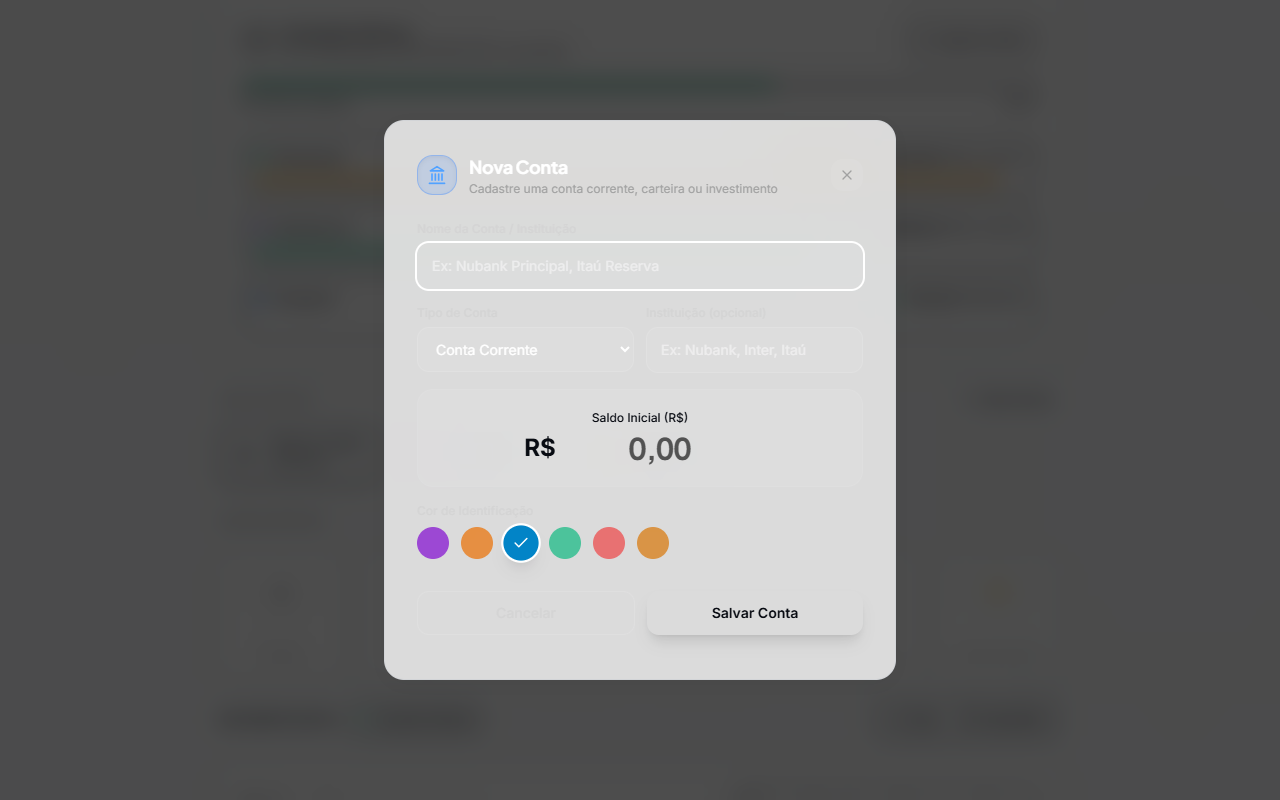 Nova Conta
Cadastre uma conta corrente, carteira ou investimento
Nome da Conta / Instituição
Ex: Nubank Principal, Itaú Reserva
Tipo de Conta
Instituição (opcional)
Conta Corrente
Ex: Nubank, Inter, Itaú
Saldo Inicial (R$)
R$ 0,00
Cor de Identificação
Cancelar
Salvar Conta